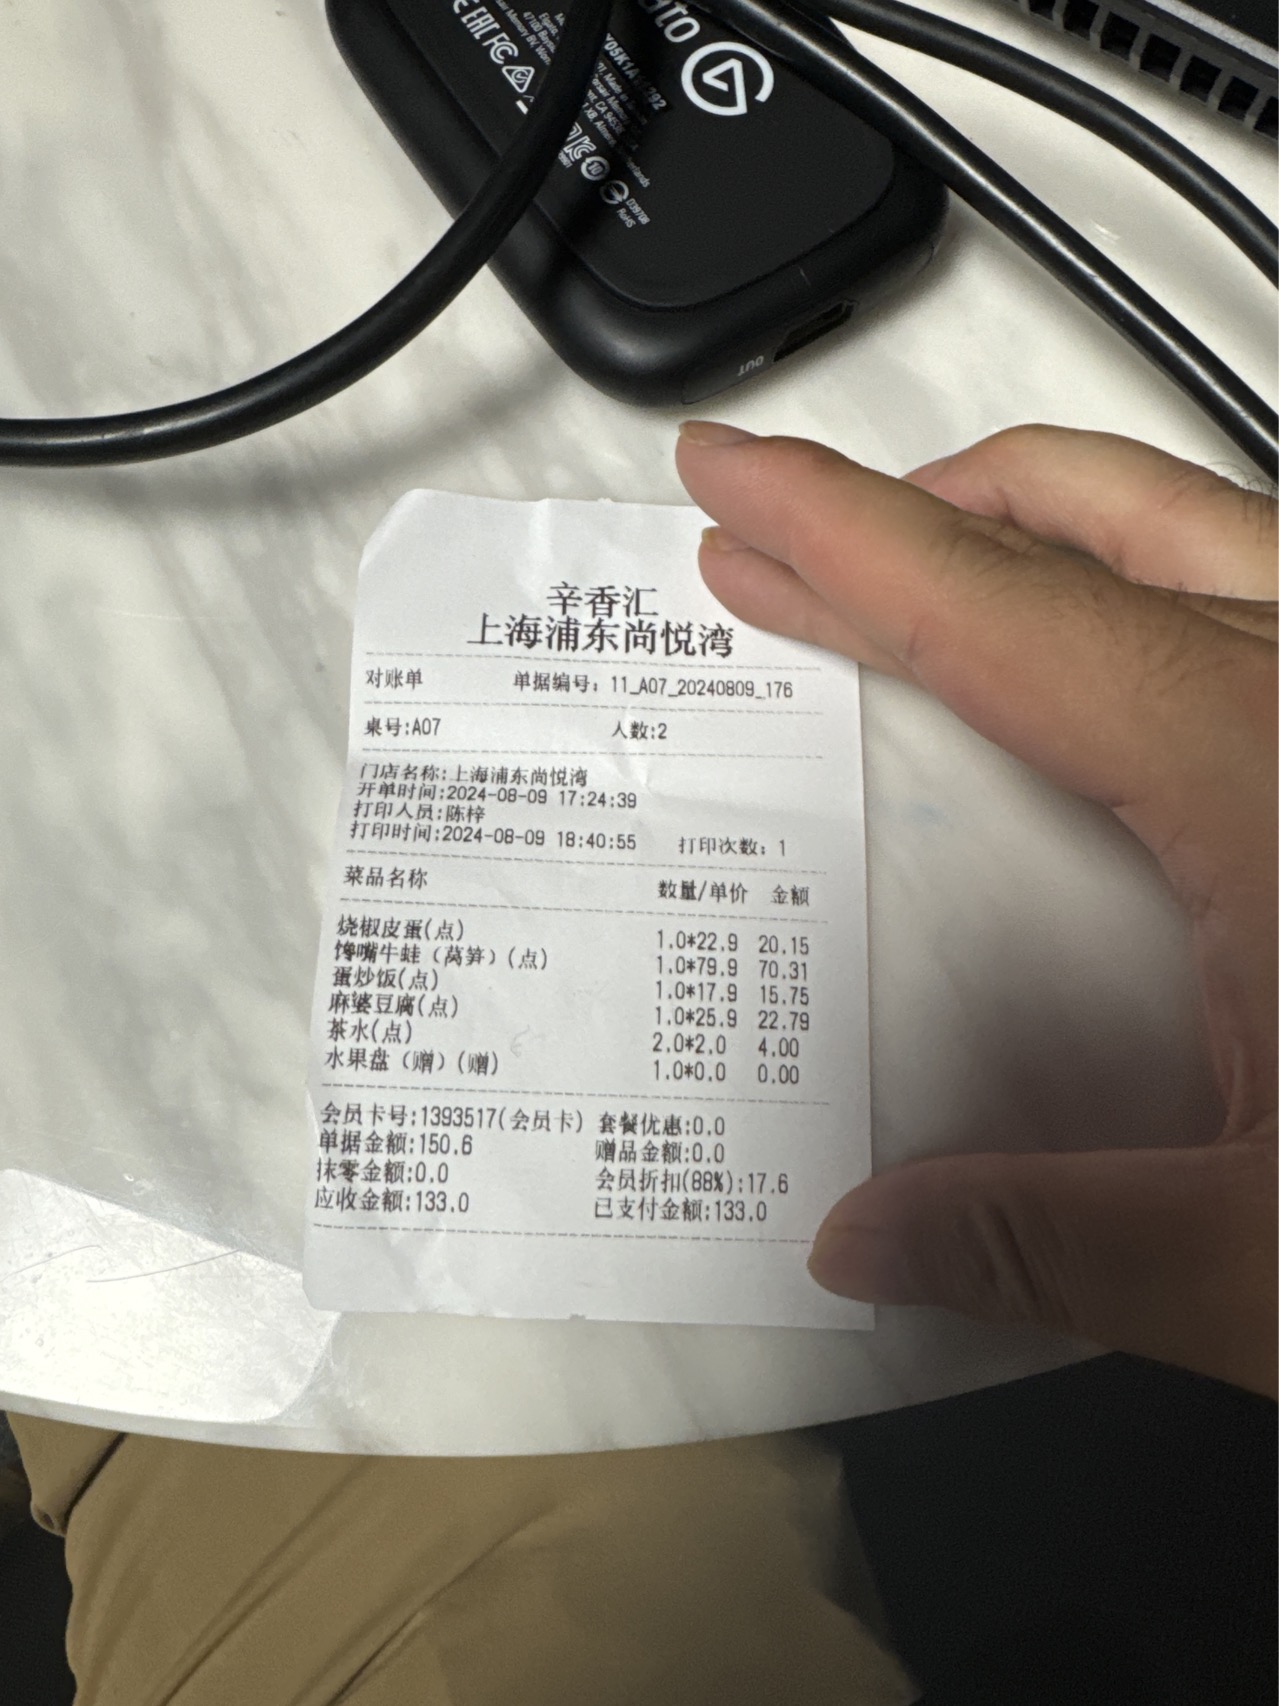 辛香汇
上海浦东尚悦湾
对账单 单据编号：11_A07_20240809_176
桌号:A07 人数:2
门店名称:上海浦东尚悦湾
开单时间:2024-08-09 17:24:39
打印人员:陈梓
打印时间:2024-08-09 18:40:55 打印次数：1
菜品名称 数量/单价 金额
烧椒皮蛋(点) 1.0*22.9 20.15
馋嘴牛蛙（莴笋）(点) 1.0*79.9 70.31
蛋炒饭(点) 1.0*17.9 15.75
麻婆豆腐(点) 1.0*25.9 22.79
茶水(点) 2.0*2.0 4.00
水果盘（赠）(赠) 1.0*0.0 0.00
会员卡号:1393517(会员卡) 套餐优惠:0.0
单据金额:150.6 赠品金额:0.0
抹零金额:0.0 会员折扣(88%):17.6
应收金额:133.0 已支付金额:133.0
OUT
RoHS
D39708